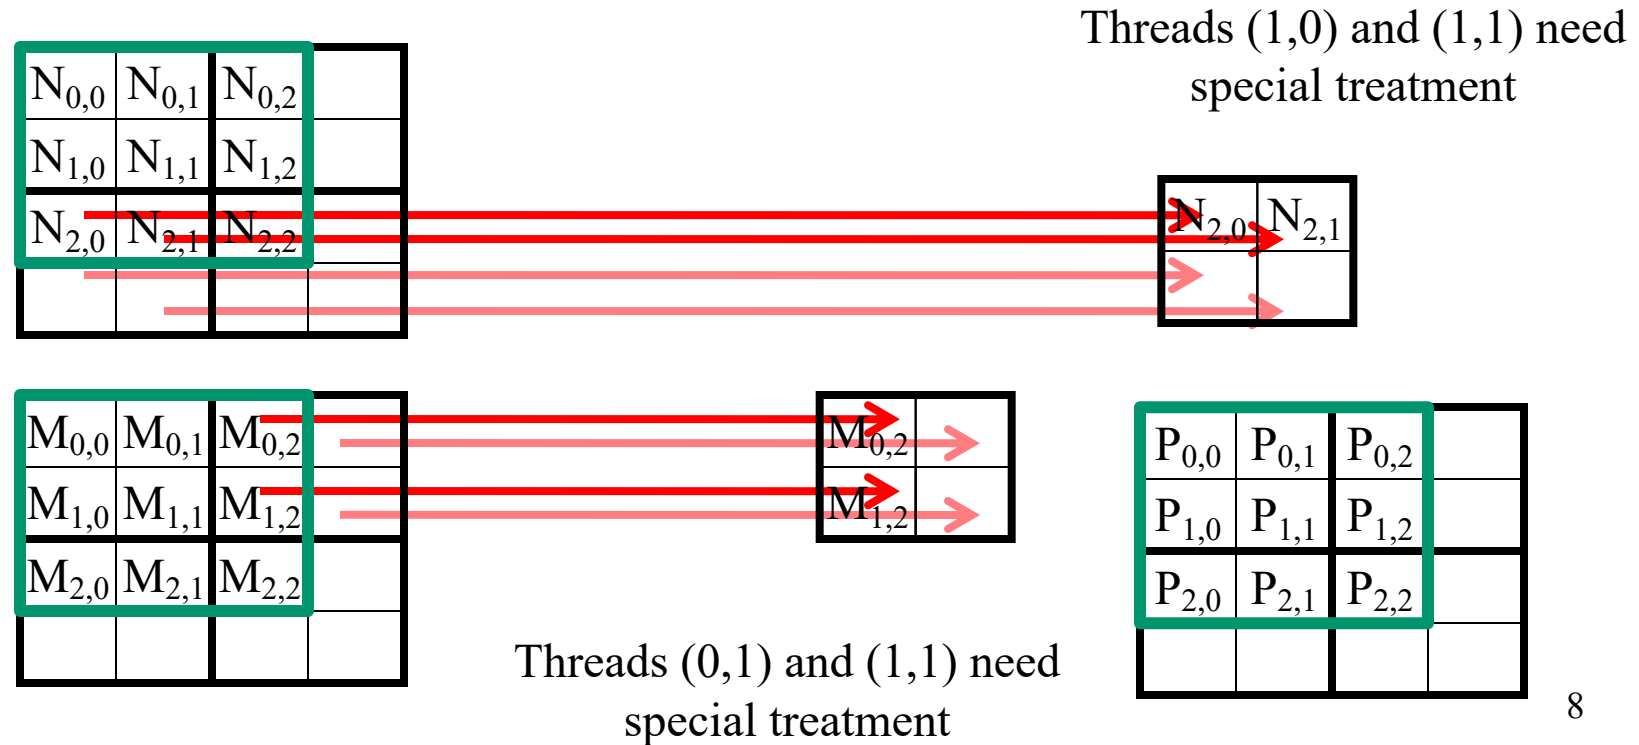 Threads (1,0) and (1,1) need
special treatment
N0,0 N0,1 N0,2
N1,0 N1,1 N1,2
N2,0 N2,1 N2,2
N2,0 N2,1
M0,0 M0,1 M0,2
M1,0 M1,1 M1,2
M2,0 M2,1 M2,2
M0,2
M1,2
P0,0 P0,1 P0,2
P1,0 P1,1 P1,2
P2,0 P2,1 P2,2
Threads (0,1) and (1,1) need
special treatment
8